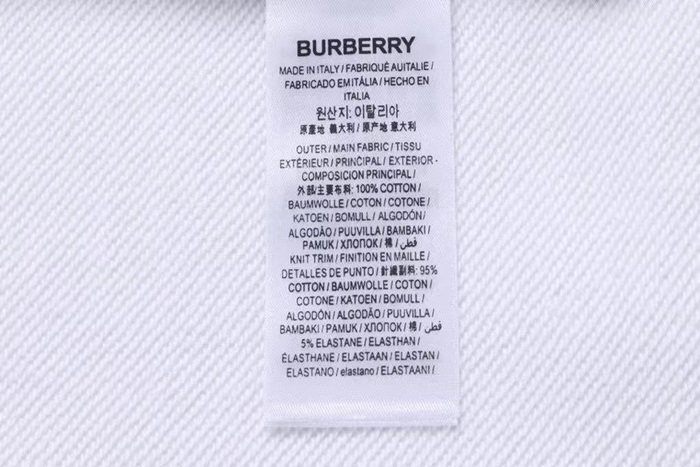 BURBERRY
MADE IN ITALY / FABRIQUÉ AUITALIE /
FABRICADO EM ITÁLIA / HECHO EN
ITALIA
원산지: 이탈리아
原產地 義大利 / 原产地 意大利
OUTER / MAIN FABRIC / TISSU
EXTÉRIEUR / PRINCIPAL / EXTERIOR -
COMPOSICION PRINCIPAL /
外部/主要布料: 100% COTTON /
BAUMWOLLE / COTON / COTONE /
KATOEN / BOMULL / ALGODÓN/
ALGODÃO / PUUVILLA / BAMBAKI /
PAMUK / ХЛОПОК / 棉 / قطن /
KNIT TRIM / FINITION EN MAILLE /
DETALLES DE PUNTO / 針織副料: 95%
COTTON / BAUMWOLLE / COTON /
COTONE / KATOEN / BOMULL /
ALGODÓN / ALGODÃO / PUUVILLA /
BAMBAKI / PAMUK / ХЛОПОК / 棉/ قطن /
5% ELASTANE / ELASTHAN /
ÉLASTHANE / ELASTAAN / ELASTAN /
ELASTANO / elastano / ELASTAANI /